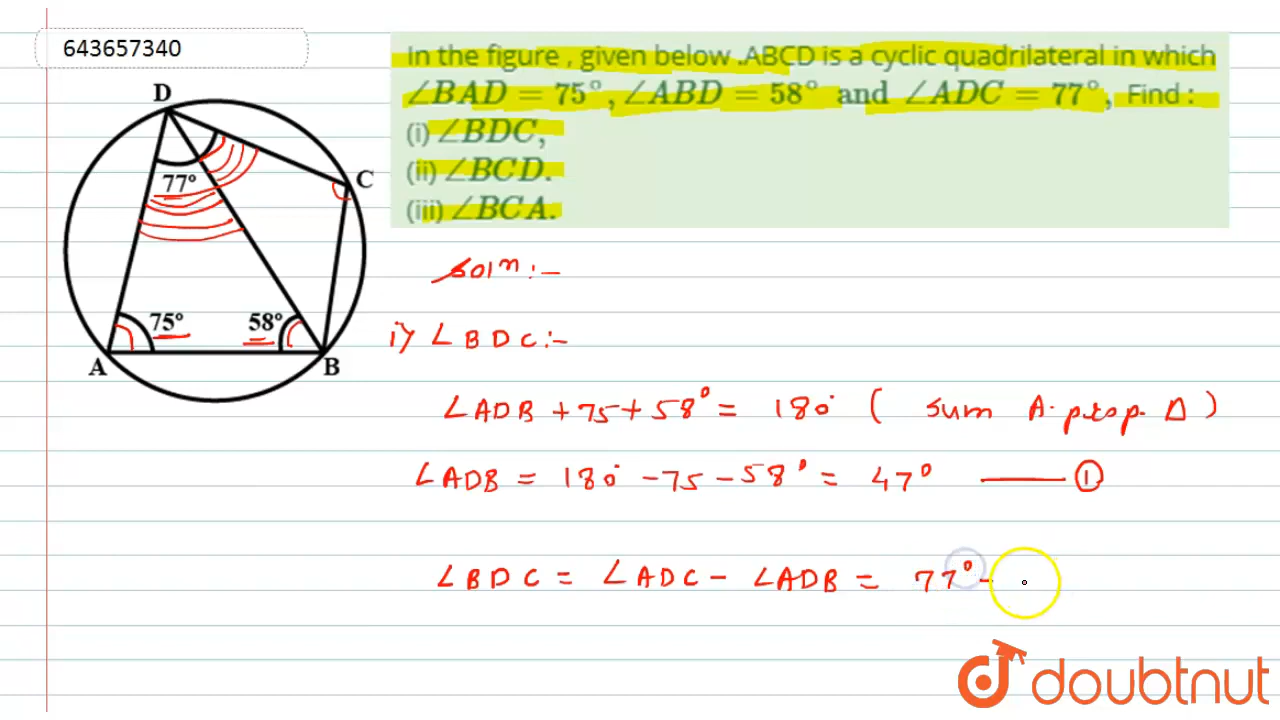 643657340
In the figure , given below .ABCD is a cyclic quadrilateral in which
∠BAD = 75°, ∠ABD = 58° and ∠ADC = 77°, Find :
(i) ∠BDC,
(ii) ∠BCD.
(iii) ∠BCA.
D
C
77°
75°
58°
A
B
Soln :-
i) ∠BDC :-
∠ADB + 75 + 58° = 180° ( sum A. prop. Δ )
∠ADB = 180° - 75 - 58° = 47° —— ①
∠BDC = ∠ADC - ∠ADB = 77° -
doubtnut